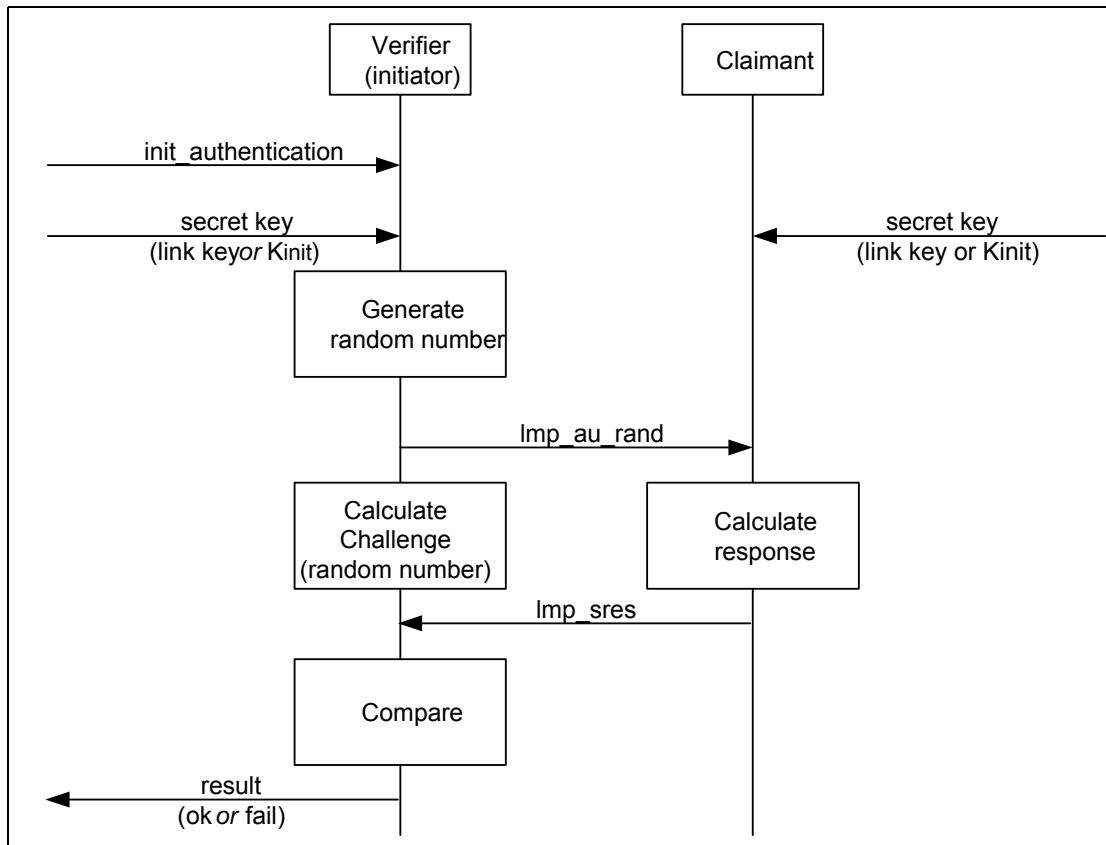 Verifier
(initiator)
Claimant
init_authentication
secret key
(link keyor Kinit)
secret key
(link key or Kinit)
Generate
random number
lmp_au_rand
Calculate
Challenge
(random number)
Calculate
response
lmp_sres
Compare
result
(ok or fail)